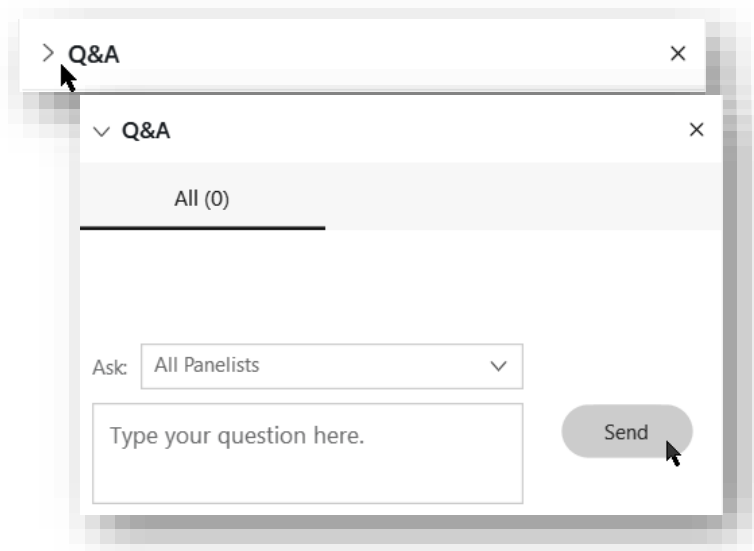 Q&A
Q&A
All (0)
Ask: All Panelists
Type your question here.
Send